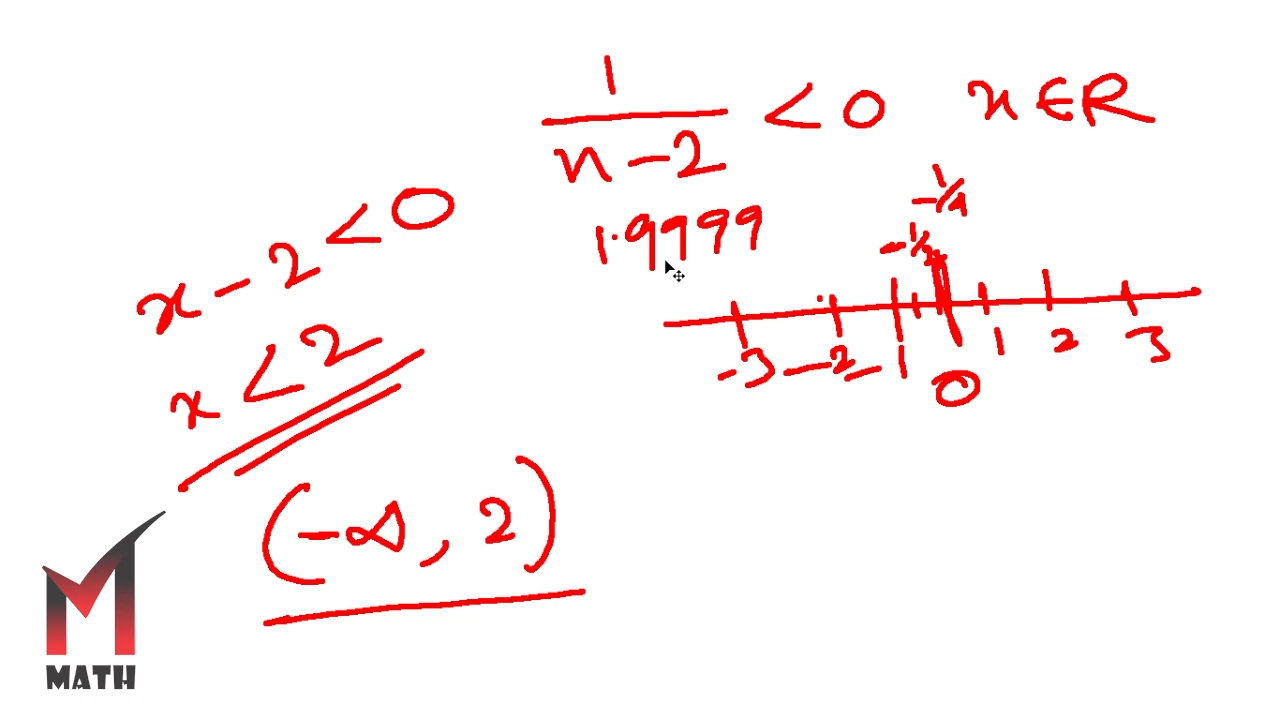 1/(x-2) < 0  x ∈ R
1.9999
x - 2 < 0
x < 2
(-∞, 2)
-1/4
-1/2
-3 -2 -1 0 1 2 3
MATH